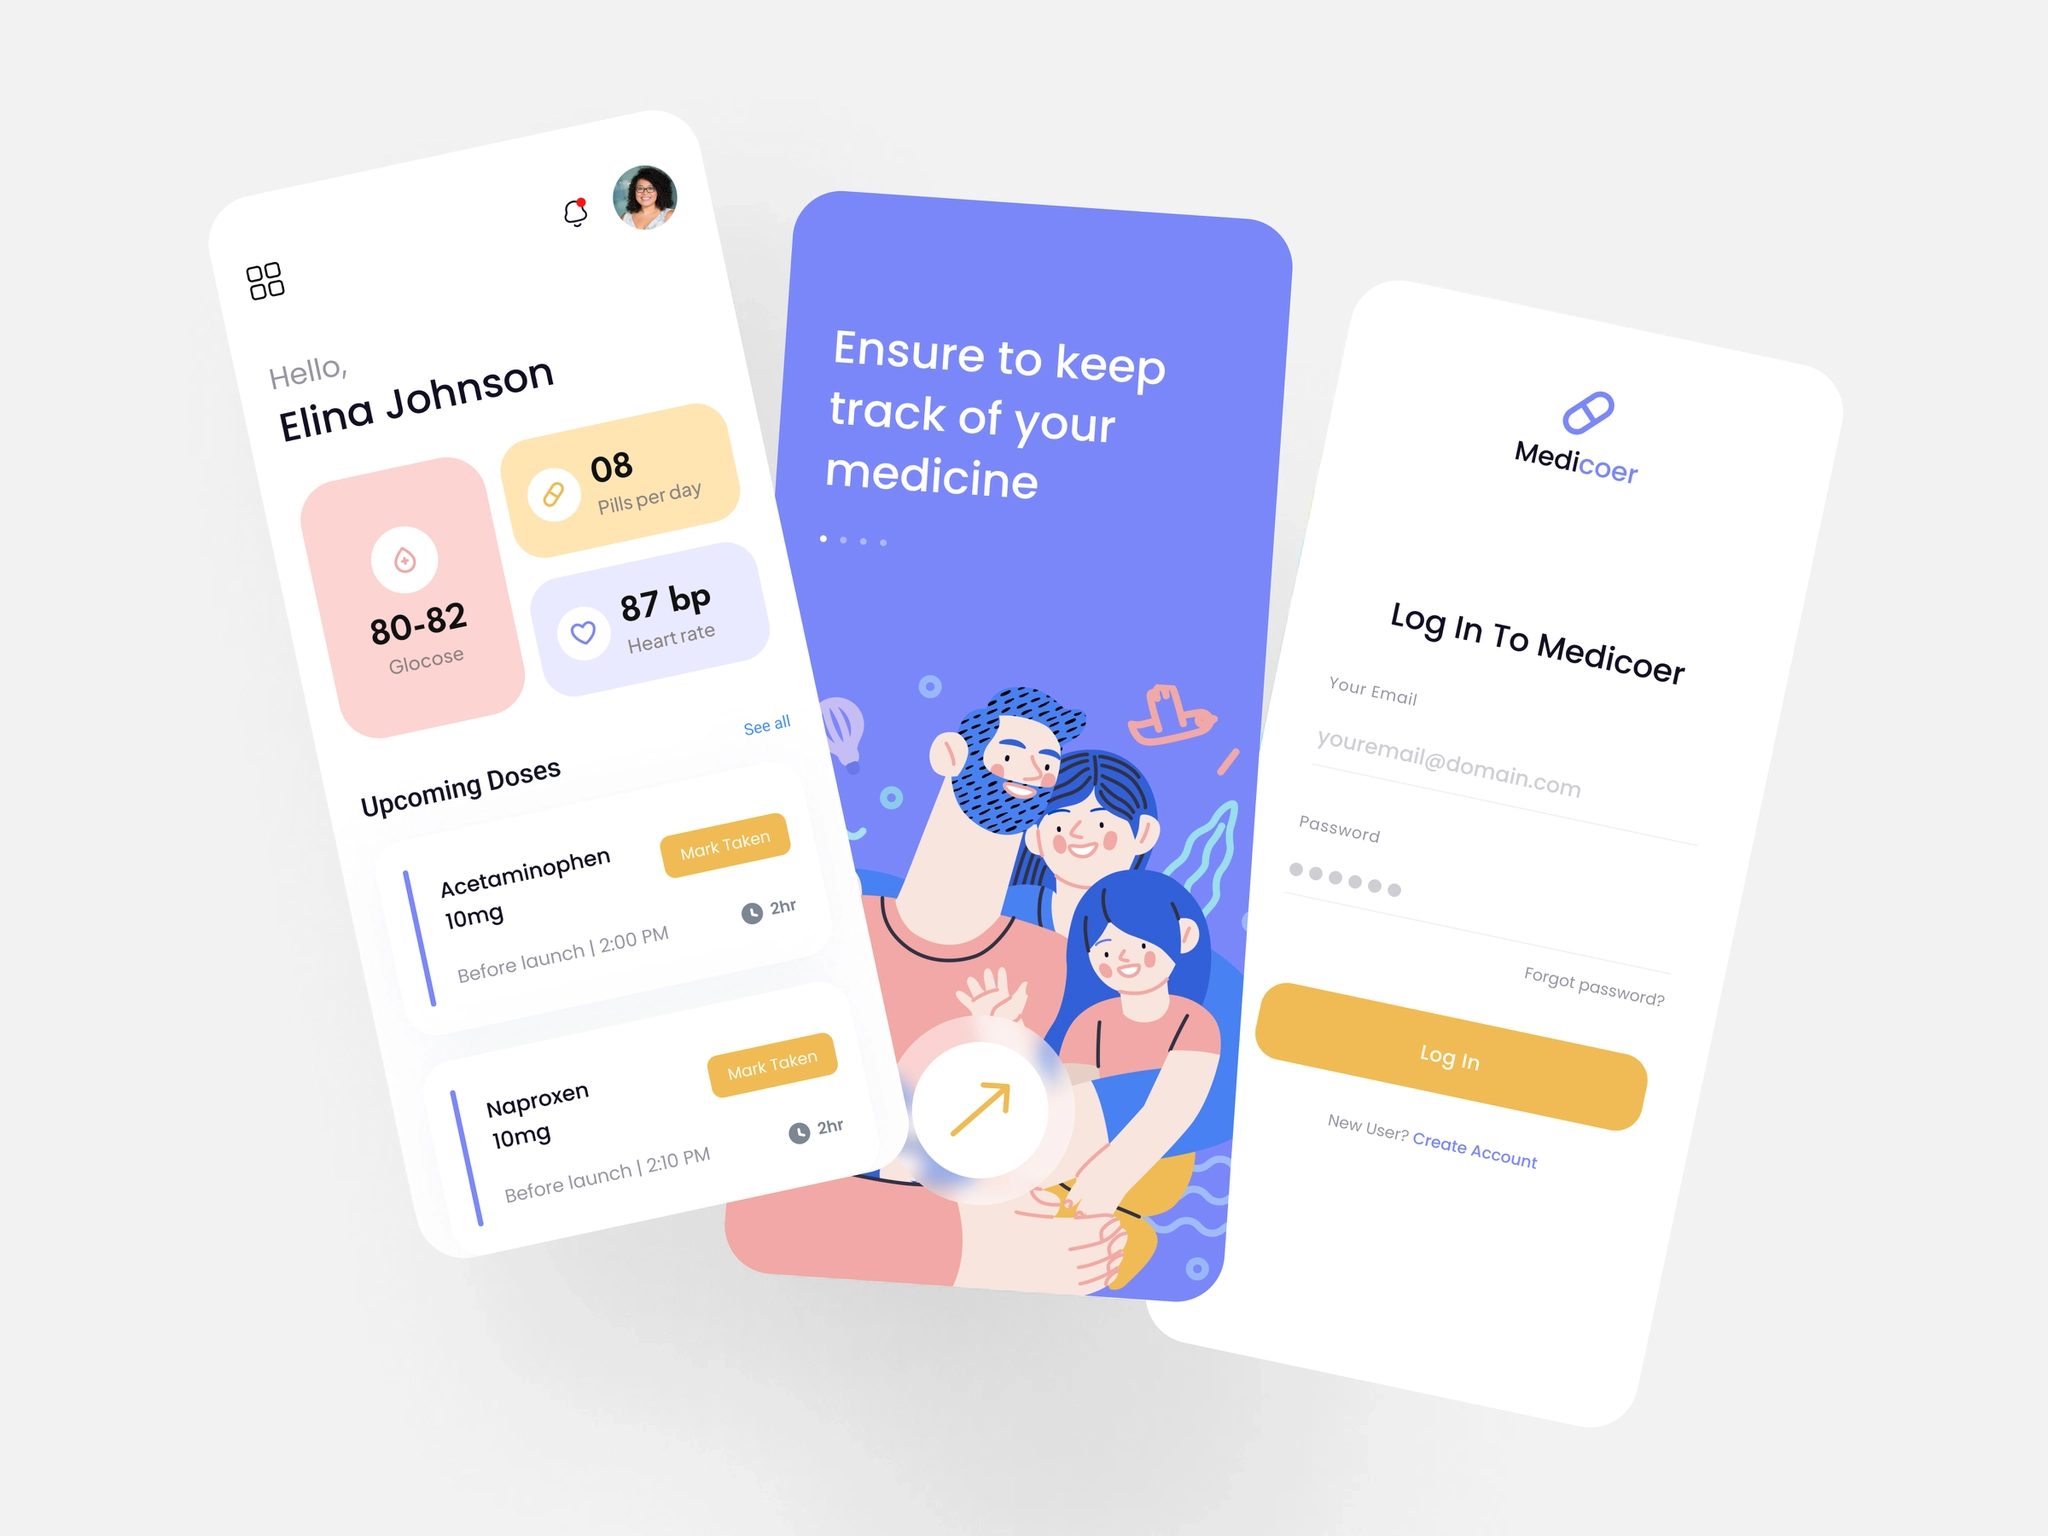 Hello,
Elina Johnson
80-82
Glocose
08
Pills per day
87 bp
Heart rate
See all
Upcoming Doses
Acetaminophen
10mg
Mark Taken
Before launch | 2:00 PM
2hr
Naproxen
10mg
Mark Taken
Before launch | 2:10 PM
2hr
Ensure to keep
track of your
medicine
Medicoer
Log In To Medicoer
Your Email
youremail@domain.com
Password
Forgot password?
Log In
New User? Create Account